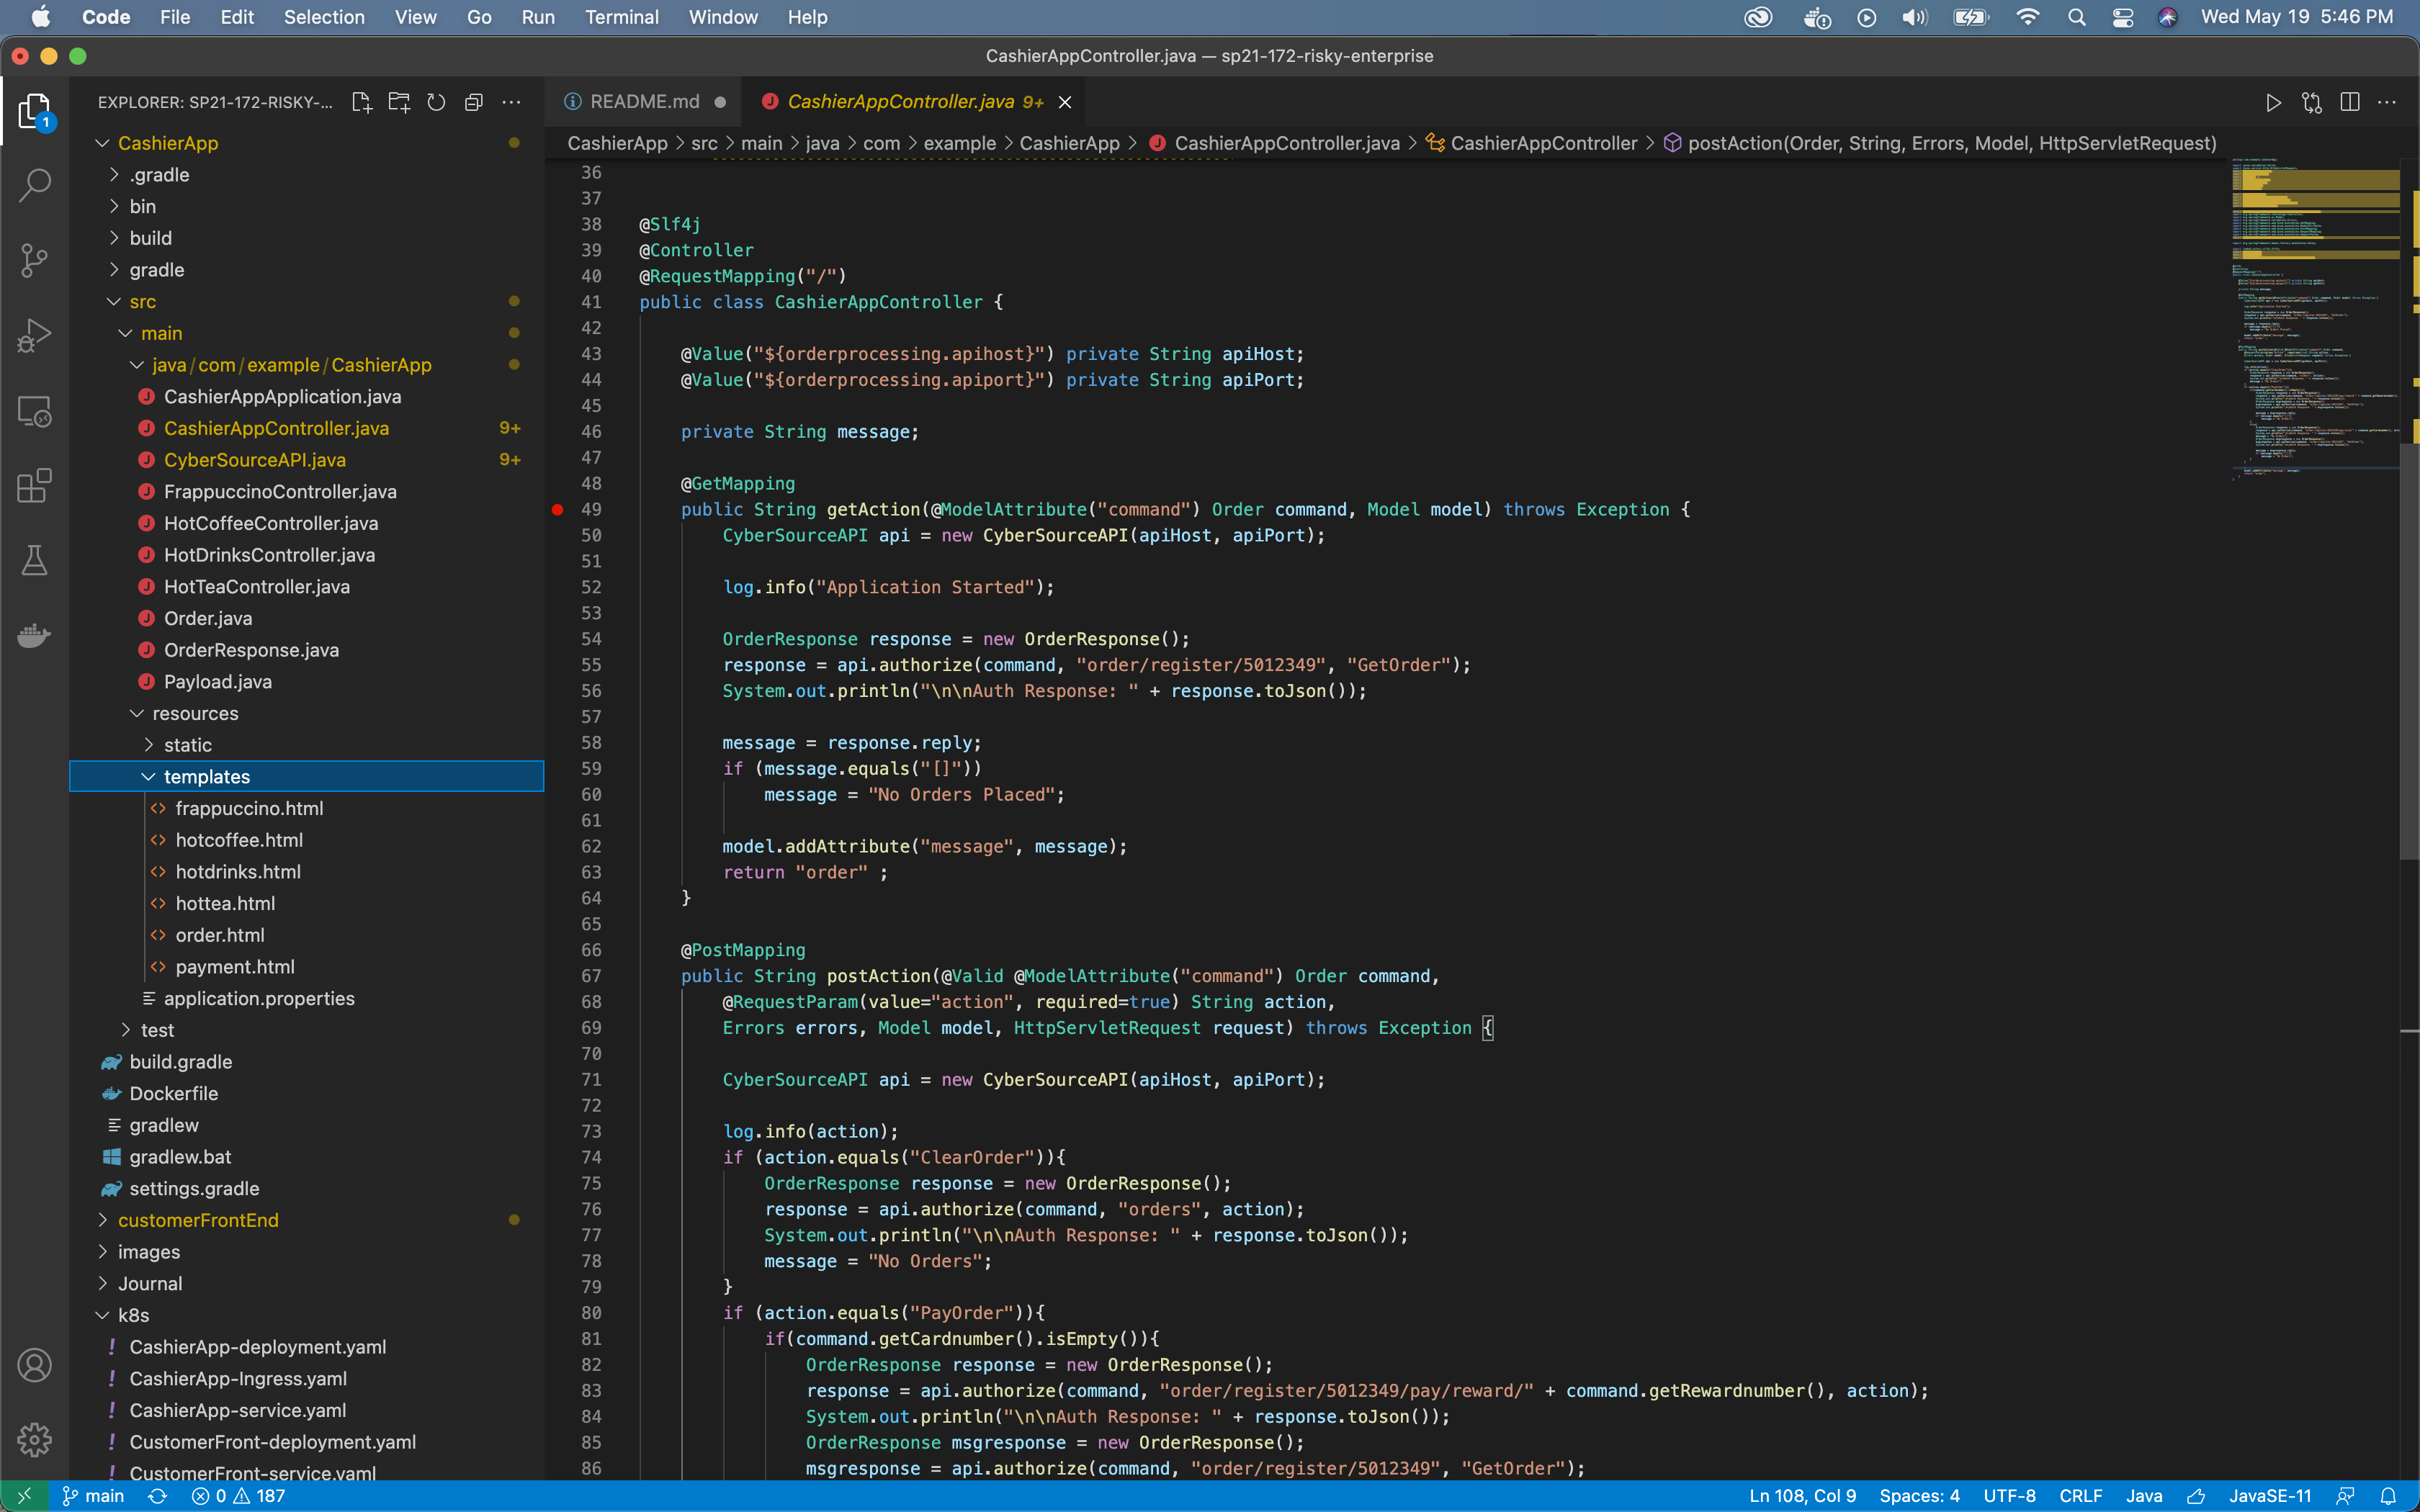 Code File Edit Selection View Go Run Terminal Window Help Wed May 19 5:46 PM
CashierAppController.java — sp21-172-risky-enterprise
EXPLORER: SP21-172-RISKY-...
README.md
CashierAppController.java 9+
CashierApp > src > main > java > com > example > CashierApp > CashierAppController.java > CashierAppController > postAction(Order, String, Errors, Model, HttpServletRequest)
1
CashierApp
.gradle
bin
build
gradle
src
main
java/com/example/CashierApp
CashierAppApplication.java
CashierAppController.java 9+
CyberSourceAPI.java 9+
FrappuccinoController.java
HotCoffeeController.java
HotDrinksController.java
HotTeaController.java
Order.java
OrderResponse.java
Payload.java
resources
static
templates
frappuccino.html
hotcoffee.html
hotdrinks.html
hottea.html
order.html
payment.html
application.properties
test
build.gradle
Dockerfile
gradlew
gradlew.bat
settings.gradle
customerFrontEnd
images
Journal
k8s
CashierApp-deployment.yaml
CashierApp-Ingress.yaml
CashierApp-service.yaml
CustomerFront-deployment.yaml
CustomerFront-service.yaml
36
37
38 @Slf4j
39 @Controller
40 @RequestMapping("/")
41 public class CashierAppController {
42
43 @Value("${orderprocessing.apihost}") private String apiHost;
44 @Value("${orderprocessing.apiport}") private String apiPort;
45
46 private String message;
47
48 @GetMapping
49 public String getAction(@ModelAttribute("command") Order command, Model model) throws Exception {
50 CyberSourceAPI api = new CyberSourceAPI(apiHost, apiPort);
51
52 log.info("Application Started");
53
54 OrderResponse response = new OrderResponse();
55 response = api.authorize(command, "order/register/5012349", "GetOrder");
56 System.out.println("\n\nAuth Response: " + response.toJson());
57
58 message = response.reply;
59 if (message.equals("[]"))
60 message = "No Orders Placed";
61
62 model.addAttribute("message", message);
63 return "order" ;
64 }
65
66 @PostMapping
67 public String postAction(@Valid @ModelAttribute("command") Order command,
68 @RequestParam(value="action", required=true) String action,
69 Errors errors, Model model, HttpServletRequest request) throws Exception {
70
71 CyberSourceAPI api = new CyberSourceAPI(apiHost, apiPort);
72
73 log.info(action);
74 if (action.equals("ClearOrder")){
75 OrderResponse response = new OrderResponse();
76 response = api.authorize(command, "orders", action);
77 System.out.println("\n\nAuth Response: " + response.toJson());
78 message = "No Orders";
79 }
80 if (action.equals("PayOrder")){
81 if(command.getCardnumber().isEmpty()){
82 OrderResponse response = new OrderResponse();
83 response = api.authorize(command, "order/register/5012349/pay/reward/" + command.getRewardnumber(), action);
84 System.out.println("\n\nAuth Response: " + response.toJson());
85 OrderResponse msgresponse = new OrderResponse();
86 msgresponse = api.authorize(command, "order/register/5012349", "GetOrder");
main 0 187 Ln 108, Col 9 Spaces: 4 UTF-8 CRLF Java JavaSE-11